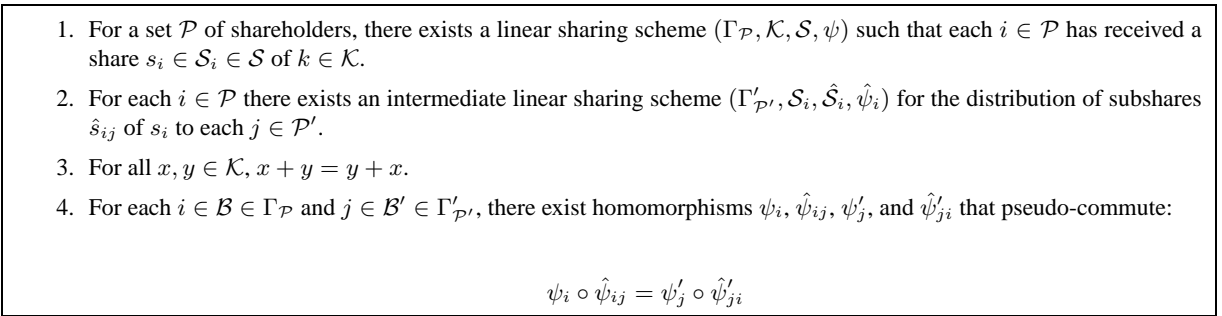 1. For a set 𝒫 of shareholders, there exists a linear sharing scheme (Γ_𝒫, 𝒦, 𝒮, ψ) such that each i ∈ 𝒫 has received a
share s_i ∈ 𝒮_i ∈ 𝒮 of k ∈ 𝒦.
2. For each i ∈ 𝒫 there exists an intermediate linear sharing scheme (Γ′_𝒫′, 𝒮_i, 𝒮̂_i, ψ̂_i) for the distribution of subshares
ŝ_ij of s_i to each j ∈ 𝒫′.
3. For all x, y ∈ 𝒦, x + y = y + x.
4. For each i ∈ ℬ ∈ Γ_𝒫 and j ∈ ℬ′ ∈ Γ′_𝒫′, there exist homomorphisms ψ_i, ψ̂_ij, ψ′_j, and ψ̂′_ji that pseudo-commute:
ψ_i ∘ ψ̂_ij = ψ′_j ∘ ψ̂′_ji